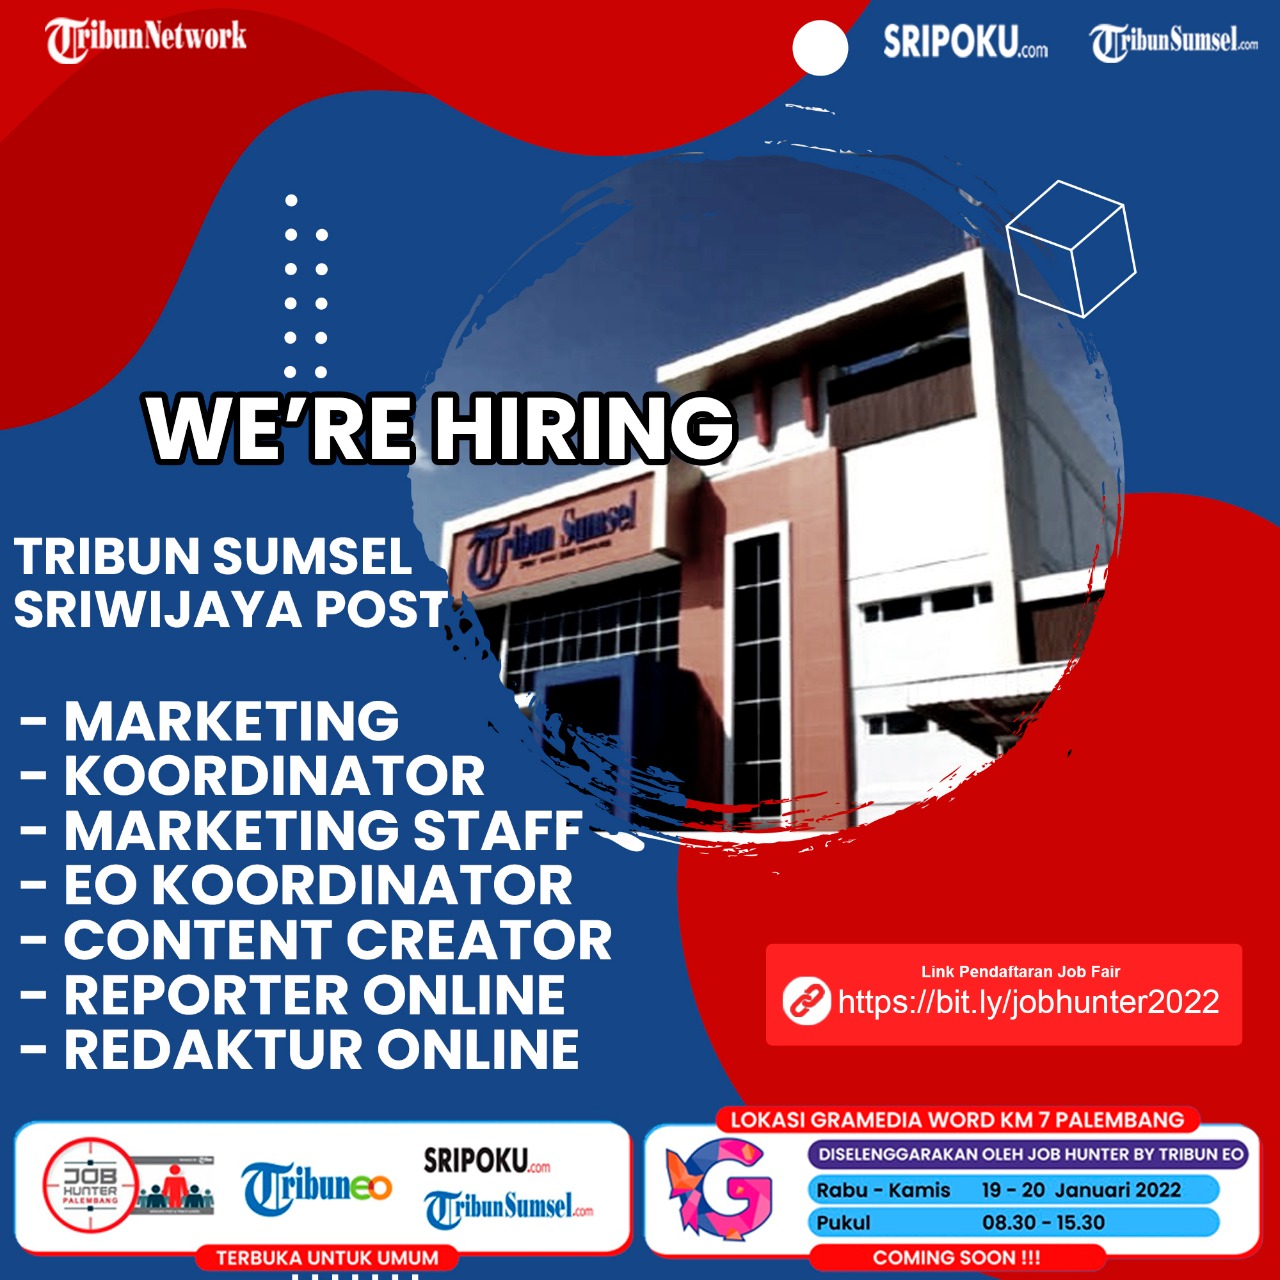 TribunNetwork
SRIPOKU.com
TribunSumsel.com
WE'RE HIRING
Tribun Sumsel
TRIBUN SUMSEL
SRIWIJAYA POST
- MARKETING
- KOORDINATOR
- MARKETING STAFF
- EO KOORDINATOR
- CONTENT CREATOR
- REPORTER ONLINE
- REDAKTUR ONLINE
Link Pendaftaran Job Fair
https://bit.ly/jobhunter2022
JOB
HUNTER
PALEMBANG
Tribuneo
SRIPOKU.com
TribunSumsel.com
TERBUKA UNTUK UMUM
LOKASI GRAMEDIA WORD KM 7 PALEMBANG
G
DISELENGGARAKAN OLEH JOB HUNTER BY TRIBUN EO
Rabu - Kamis 19 - 20 Januari 2022
Pukul 08.30 - 15.30
COMING SOON !!!